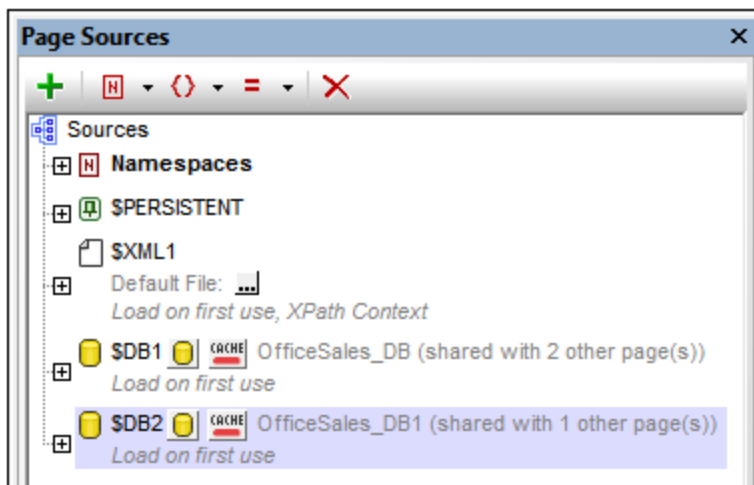 Page Sources
Sources
Namespaces
$PERSISTENT
$XML1
Default File: ...
Load on first use, XPath Context
$DB1 CACHE OfficeSales_DB (shared with 2 other page(s))
Load on first use
$DB2 CACHE OfficeSales_DB1 (shared with 1 other page(s))
Load on first use